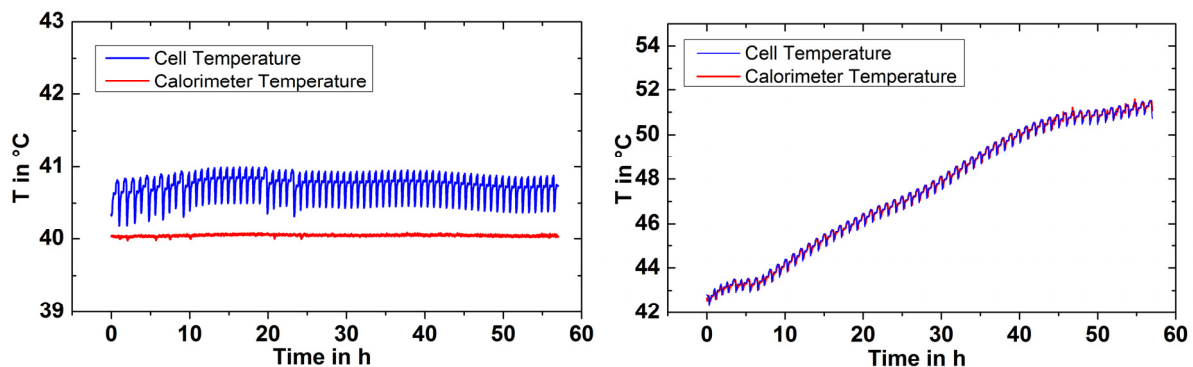 43
42
41
40
39
T in °C
Cell Temperature
Calorimeter Temperature
0 10 20 30 40 50 60
Time in h
54
52
50
48
46
44
42
T in °C
Cell Temperature
Calorimeter Temperature
0 10 20 30 40 50 60
Time in h